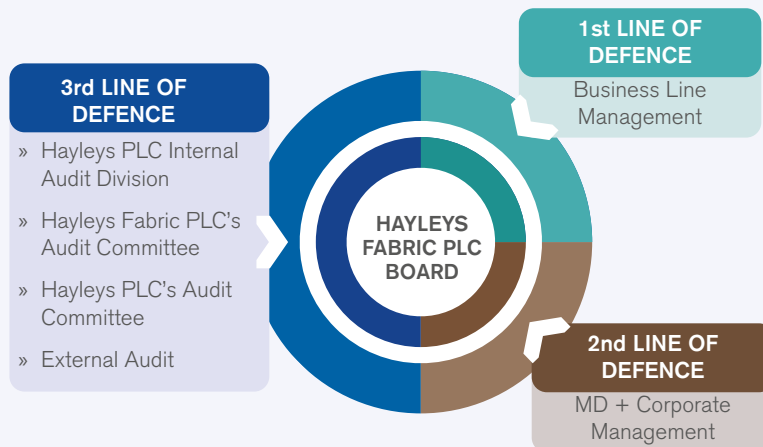 1st LINE OF
DEFENCE
Business Line
Management
3rd LINE OF
DEFENCE
» Hayleys PLC Internal
Audit Division
» Hayleys Fabric PLC's
Audit Committee
» Hayleys PLC's Audit
Committee
» External Audit
HAYLEYS
FABRIC PLC
BOARD
2nd LINE OF
DEFENCE
MD + Corporate
Management